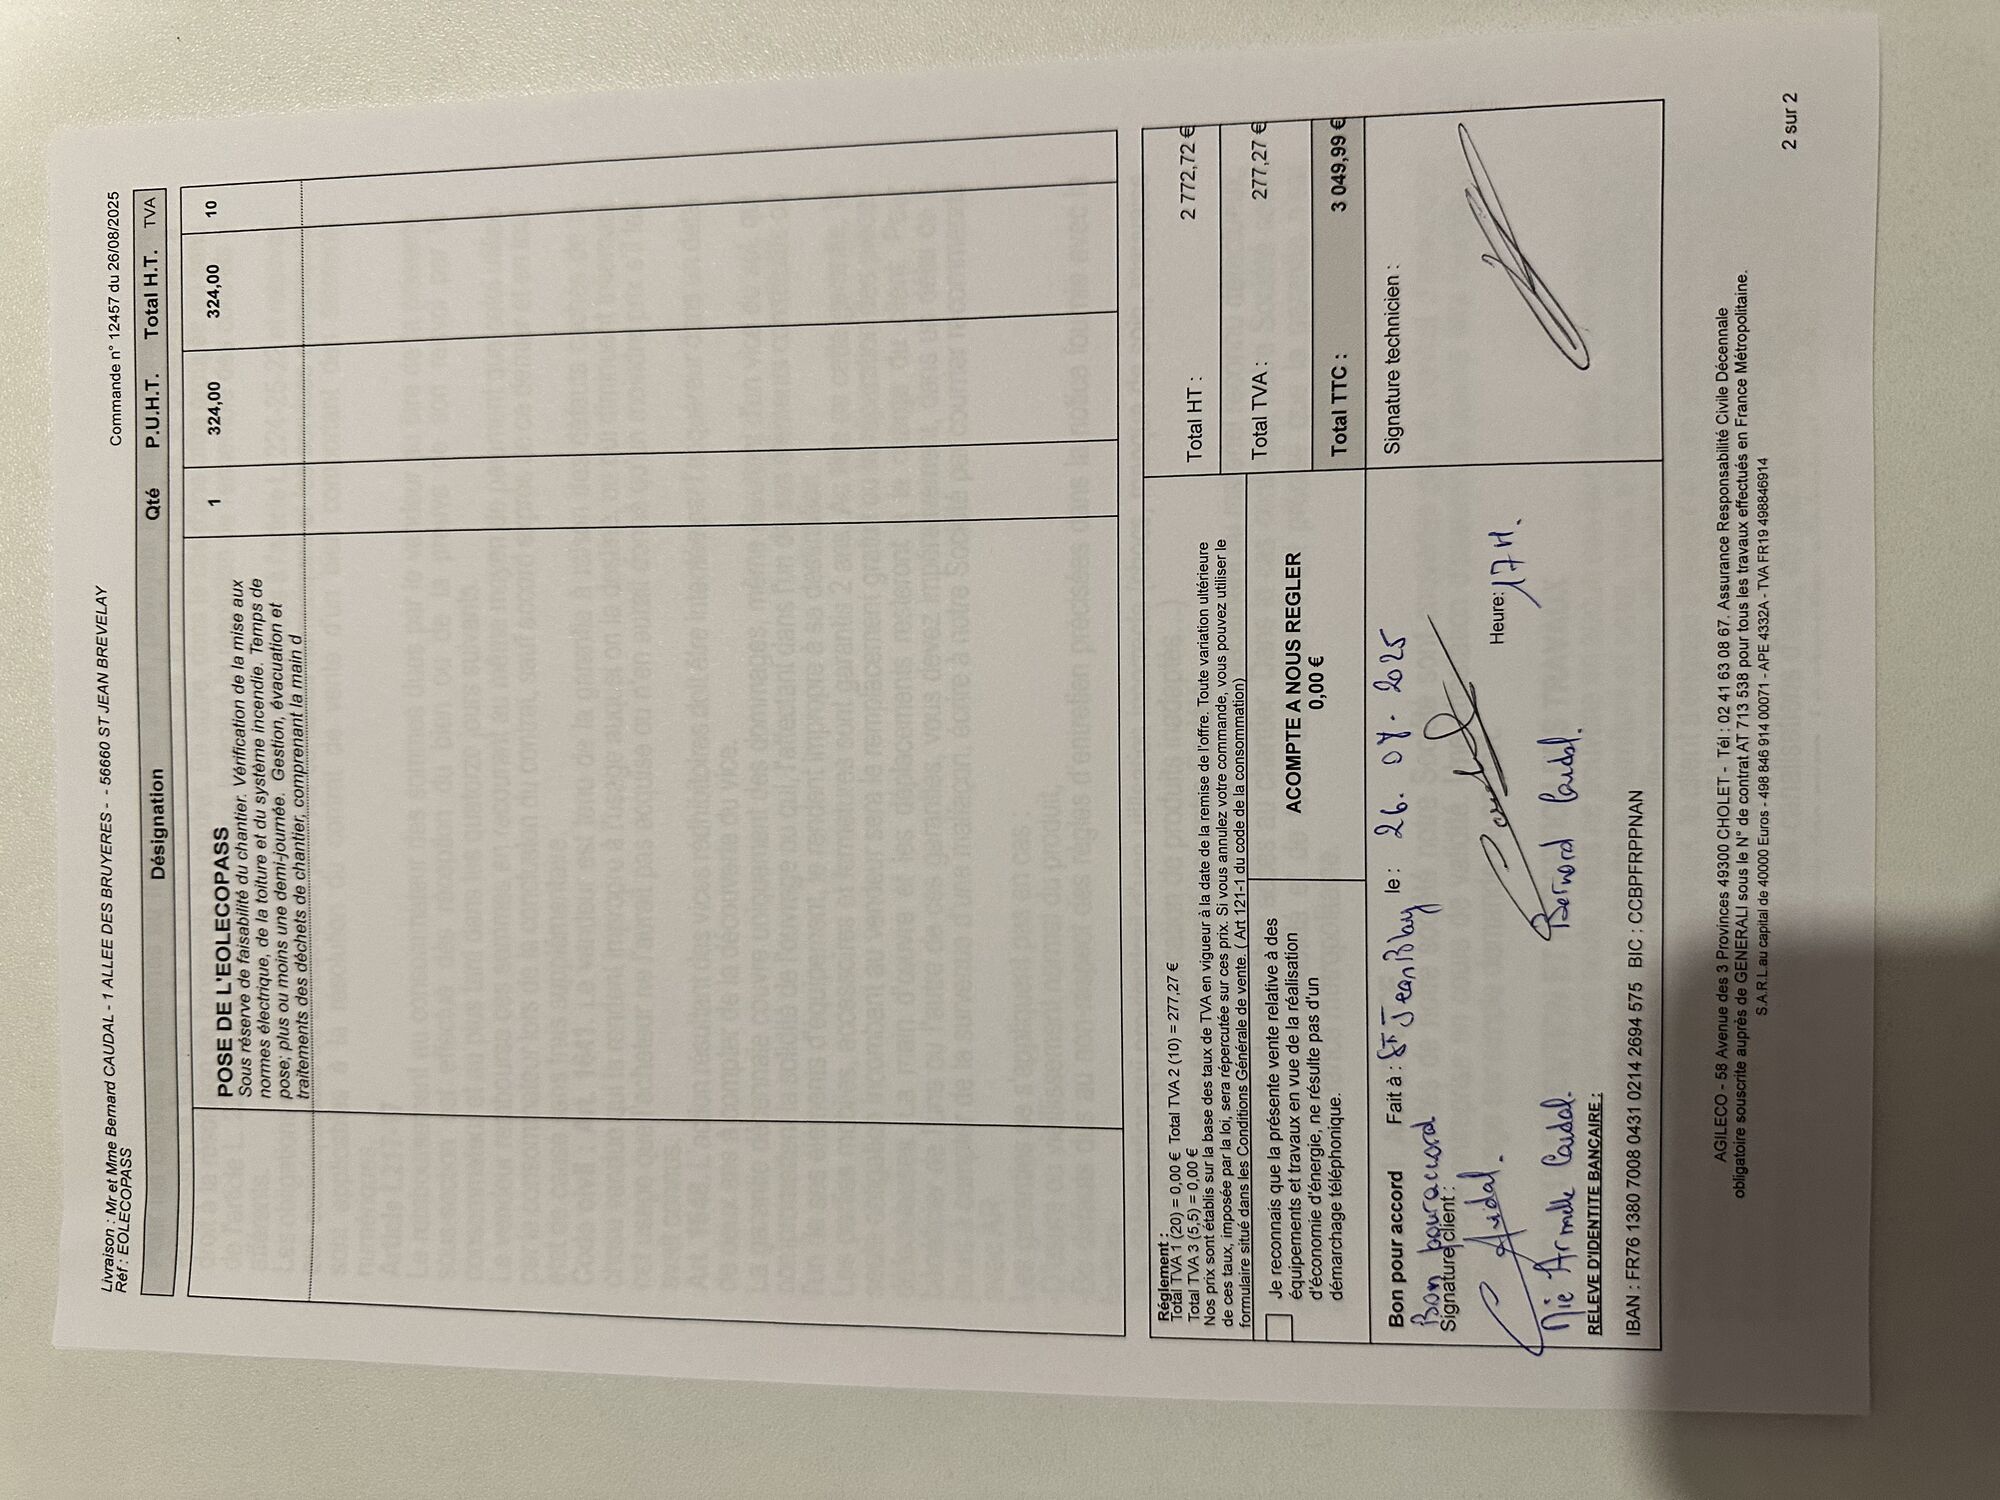 Livraison : Mr et Mme Bernard CAUDAL - 1 ALLEE DES BRUYERES - - 56660 ST JEAN BREVELAY
Commande n° 12457 du 26/08/2025
Réf : EOLECOPASS
Désignation Qté P.U.H.T. Total H.T. TVA
POSE DE L'EOLECOPASS 1 324,00 324,00 10
Sous réserve de faisabilité du chantier. Vérification de la mise aux
normes électrique, de la toiture et du système incendie. Temps de
pose; plus ou moins une demi-journée. Gestion, évacuation et
traitements des déchets de chantier, comprenant la main d
Réglement :
Total TVA 1 (20) = 0,00 € Total TVA 2 (10) = 277,27 €
Total TVA 3 (5,5) = 0,00 €
Nos prix sont établis sur la base des taux de TVA en vigueur à la date de la remise de l'offre. Toute variation ultérieure
de ces taux, imposée par la loi, sera répercutée sur ces prix. Si vous annulez votre commande, vous pouvez utiliser le
formulaire situé dans les Conditions Générale de vente. ( Art 121-1 du code de la consommation)
Total HT : 2 772,72 €
Total TVA : 277,27 €
Total TTC : 3 049,99 €
Je reconnais que la présente vente relative à des
équipements et travaux en vue de la réalisation
d'économie d'énergie, ne résulte pas d'un
démarchage téléphonique.
ACOMPTE A NOUS REGLER
0,00 €
Bon pour accord Fait à : St Jean Blay le : 26. 08. 2025
Bon pour accord
Signature client :
Heure: 17 H.
Caudal.
Mie Armelle Caudal. Bernard Caudal.
Signature technicien :
RELEVE D'IDENTITE BANCAIRE :
IBAN : FR76 1380 7008 0431 0214 2694 575 BIC : CCBPFRPPNAN
AGILECO - 58 Avenue des 3 Provinces 49300 CHOLET - Tél : 02 41 63 08 67. Assurance Responsabilité Civile Décennale
obligatoire souscrite auprès de GENERALI sous le N° de contrat AT 713 538 pour tous les travaux effectués en France Métropolitaine.
S.A.R.L au capital de 40000 Euros - 498 846 914 00071 - APE 4332A - TVA FR19 498846914
2 sur 2